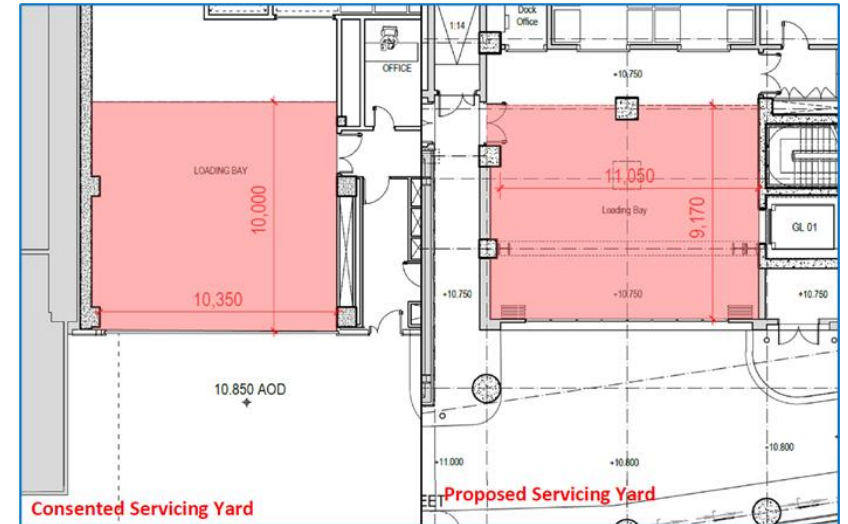 OFFICE
LOADING BAY
10,000
10,350
10.850 AOD
Consented Servicing Yard
1:14
Dock
Office
+10.750
11,050
Loading Bay
9,170
GL 01
+10.750
+10.750
+10.750
+11.000
+10.800
+10.800
EET
Proposed Servicing Yard